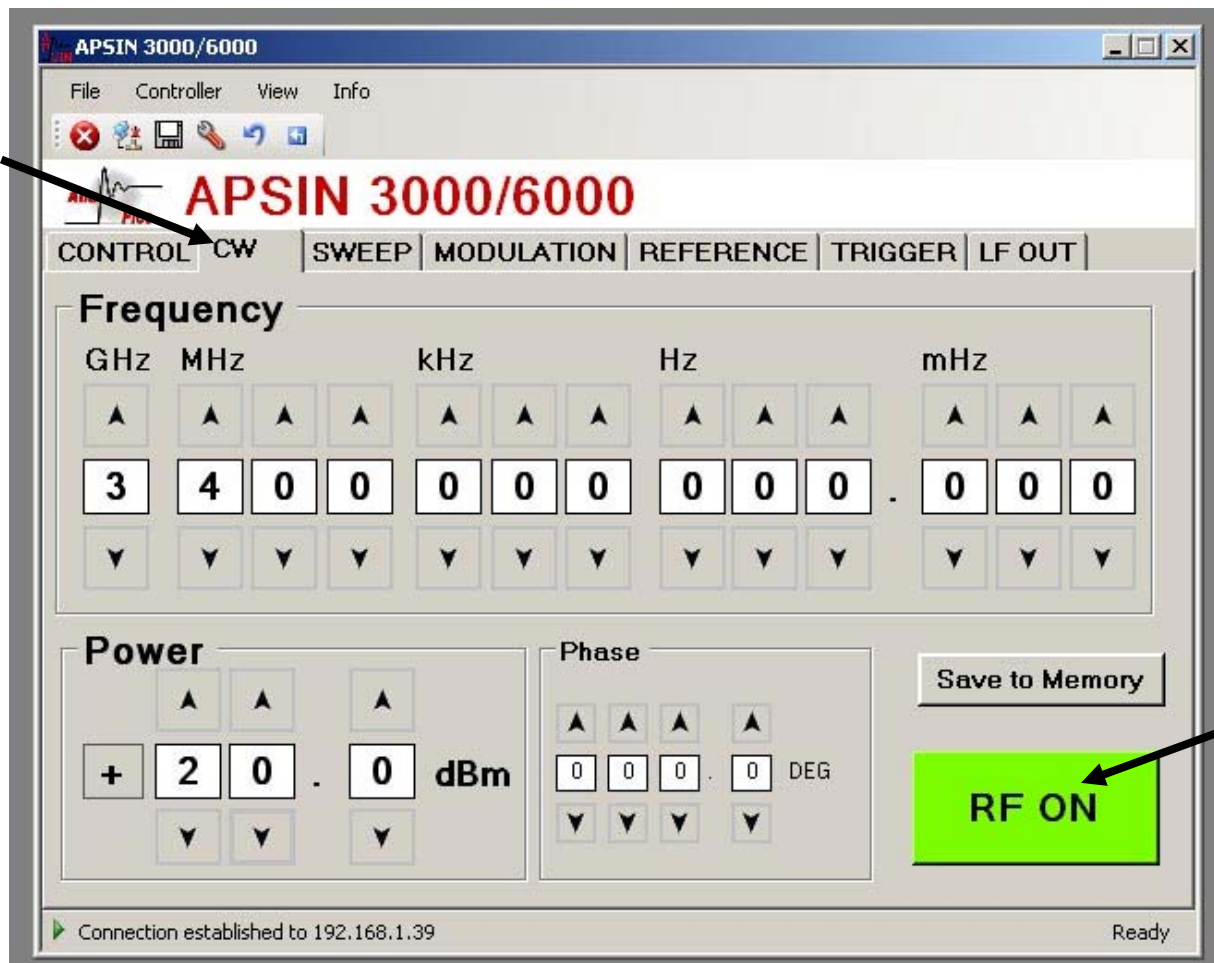 APSIN 3000/6000
File Controller View Info
APSIN 3000/6000
CONTROL CW SWEEP MODULATION REFERENCE TRIGGER LF OUT
Frequency
GHz MHz kHz Hz mHz
3 4 0 0 0 0 0 0 0 0 . 0 0 0
Power
Phase
Save to Memory
+ 2 0 . 0 dBm
0 0 0 . 0 DEG
RF ON
Connection established to 192.168.1.39
Ready